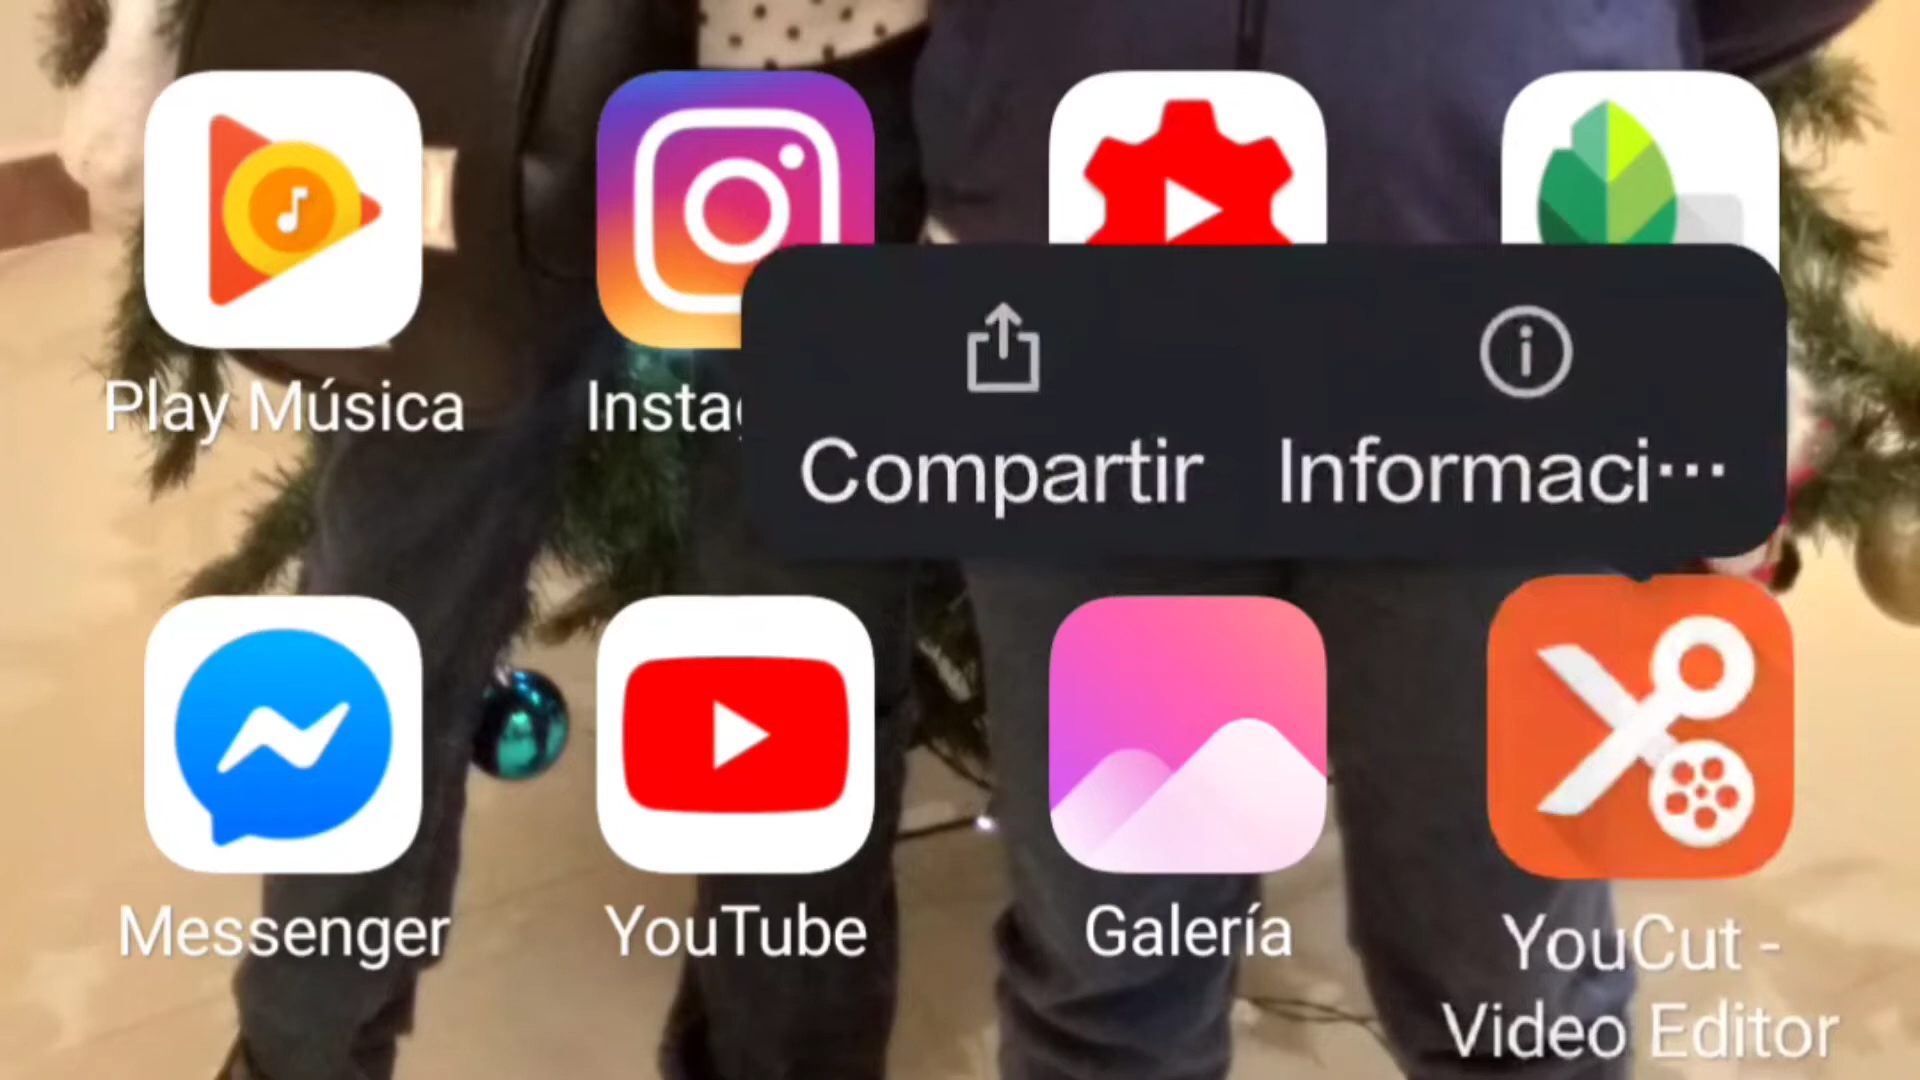 Play Música
Insta
Compartir
Informaci···
Messenger
YouTube
Galería
YouCut -
Video Editor